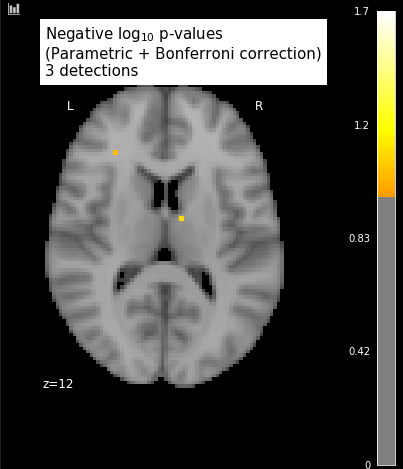 Negative log₁₀ p-values
(Parametric + Bonferroni correction)
3 detections
L
R
z=12
1.7
1.2
0.83
0.42
0